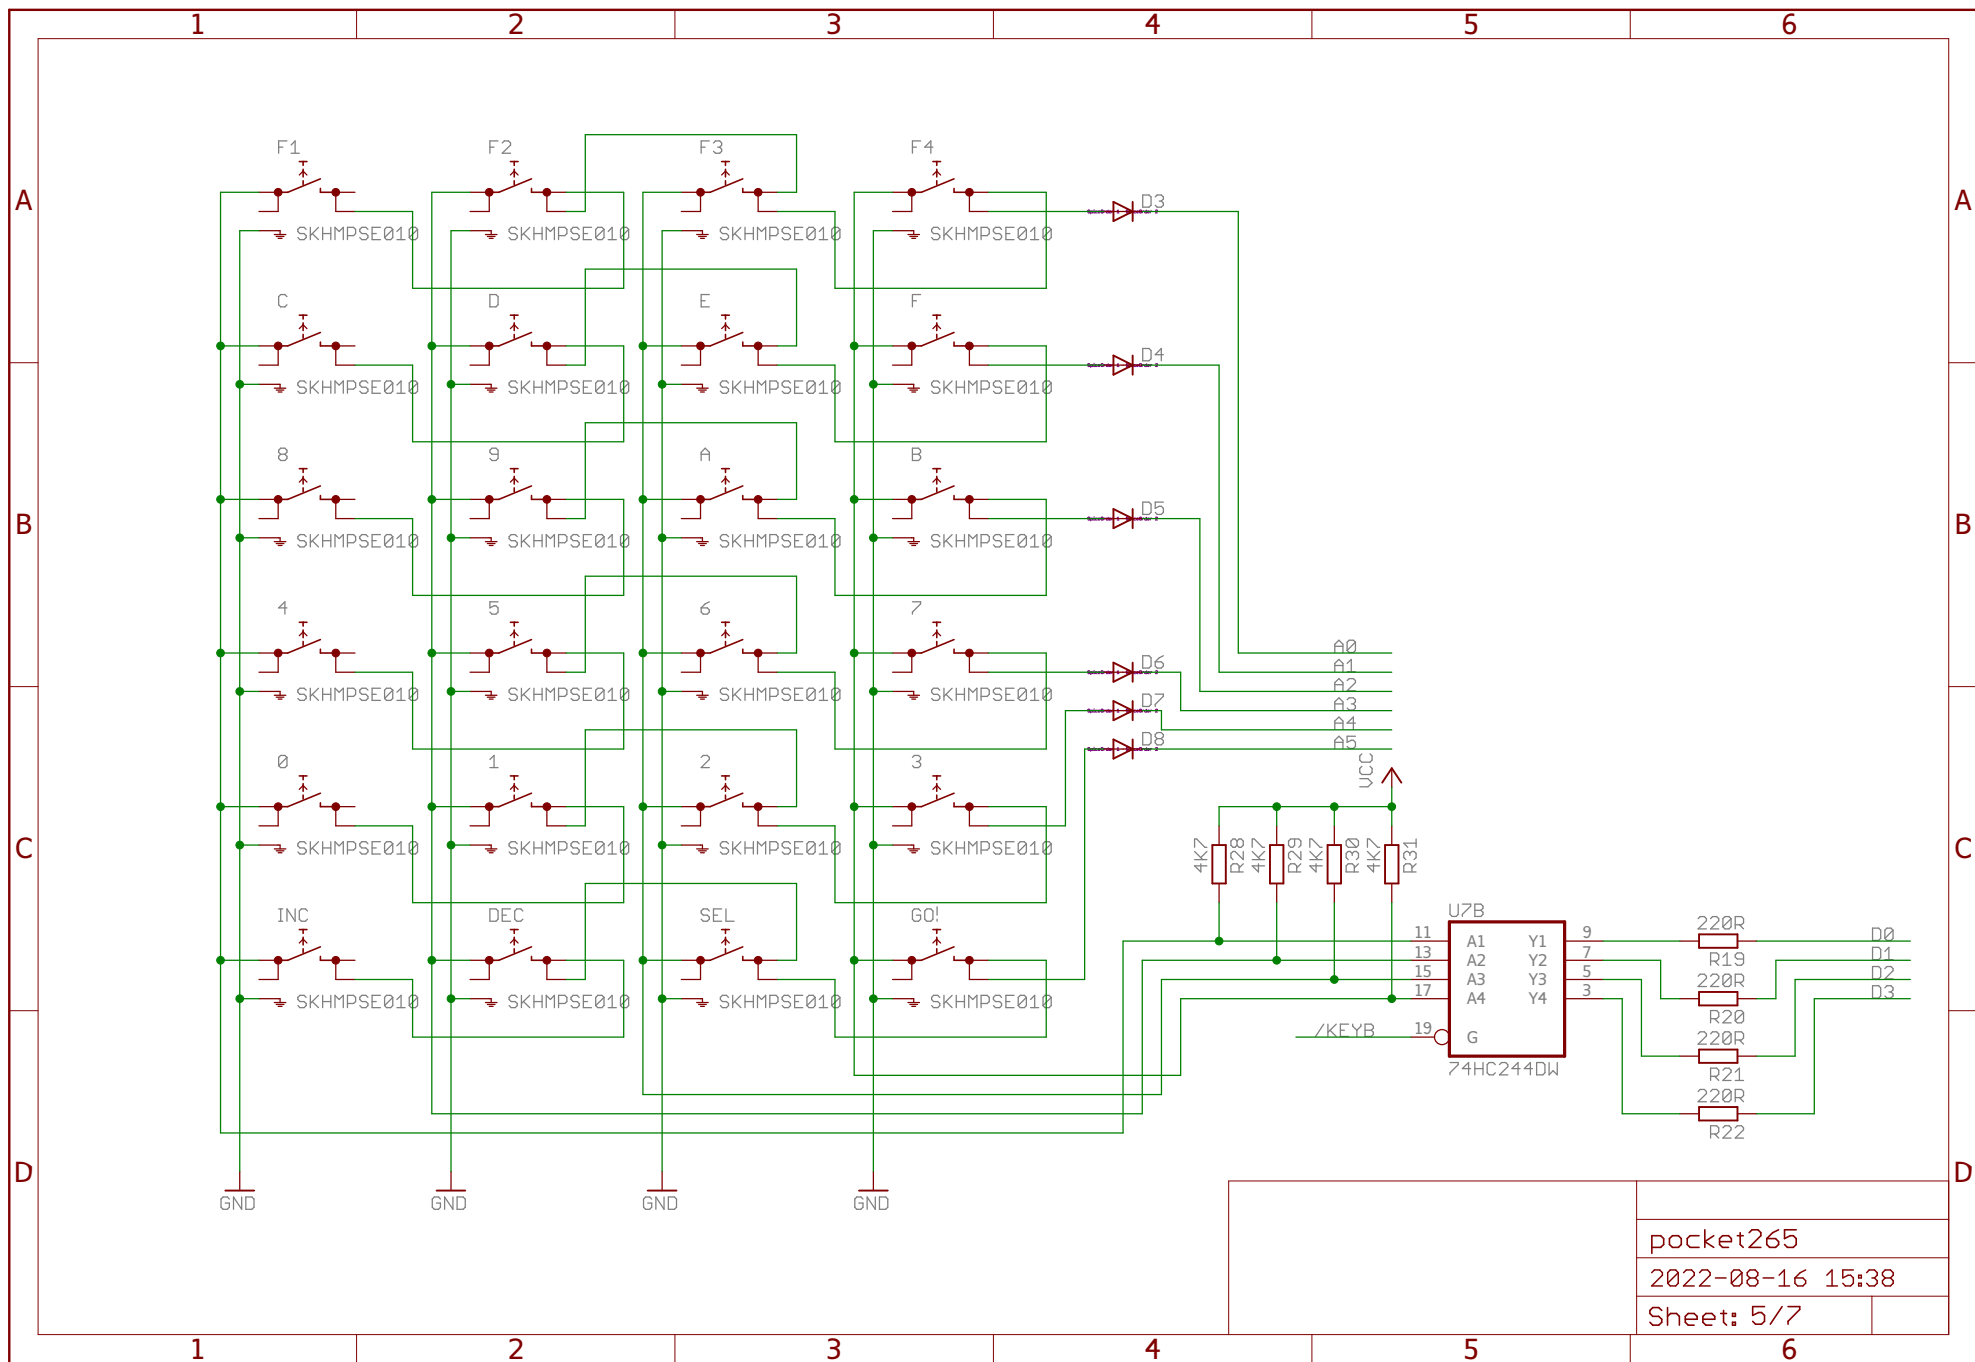 1 2 3 4 5 6
F1 F2 F3 F4
A D3 A
SKHMPSE010 SKHMPSE010 SKHMPSE010 SKHMPSE010
C D E F
D4
SKHMPSE010 SKHMPSE010 SKHMPSE010 SKHMPSE010
8 9 A B
B D5 B
SKHMPSE010 SKHMPSE010 SKHMPSE010 SKHMPSE010
4 5 6 7
A0
D6 A1
A2
SKHMPSE010 SKHMPSE010 SKHMPSE010 SKHMPSE010
D7 A3
A4
D8 A5
0 1 2 3
VCC
C C
SKHMPSE010 SKHMPSE010 SKHMPSE010 SKHMPSE010
4K7 R28 4K7 R29 4K7 R30 4K7 R31
INC DEC SEL GO!
U7B
220R
11 A1 Y1 9 D0
R19
13 A2 Y2 7 D1
220R
15 A3 Y3 5 D2
17 A4 Y4 3 D3
SKHMPSE010 SKHMPSE010 SKHMPSE010 SKHMPSE010
R20
/KEYB 19 G
220R
74HC244DW
R21
220R
R22
D D
GND GND GND GND
pocket265
2022-08-16 15:38
Sheet: 5/7
1 2 3 4 5 6